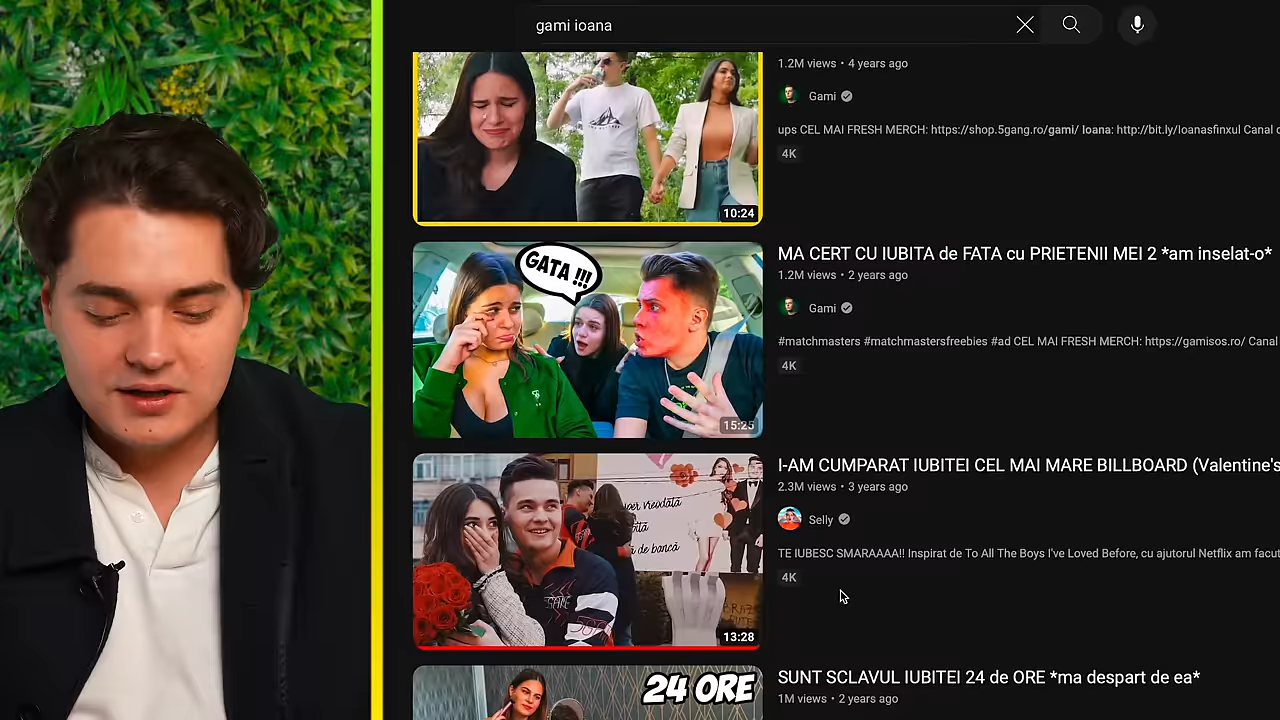 gami ioana
1.2M views • 4 years ago
Gami
ups CEL MAI FRESH MERCH: https://shop.5gang.ro/gami/ Ioana: http://bit.ly/Ioanasfinxul Canal
4K
10:24
GATA !!!
15:25
MA CERT CU IUBITA de FATA cu PRIETENII MEI 2 *am inselat-o*
1.2M views • 2 years ago
Gami
#matchmasters #matchmastersfreebies #ad CEL MAI FRESH MERCH: https://gamisos.ro/ Canal
4K
de bancă
13:28
I-AM CUMPARAT IUBITEI CEL MAI MARE BILLBOARD (Valentine's
2.3M views • 3 years ago
Selly
TE IUBESC SMARAAAA!! Inspirat de To All The Boys I've Loved Before, cu ajutorul Netflix am facut
4K
24 ORE
SUNT SCLAVUL IUBITEI 24 de ORE *ma despart de ea*
1M views • 2 years ago